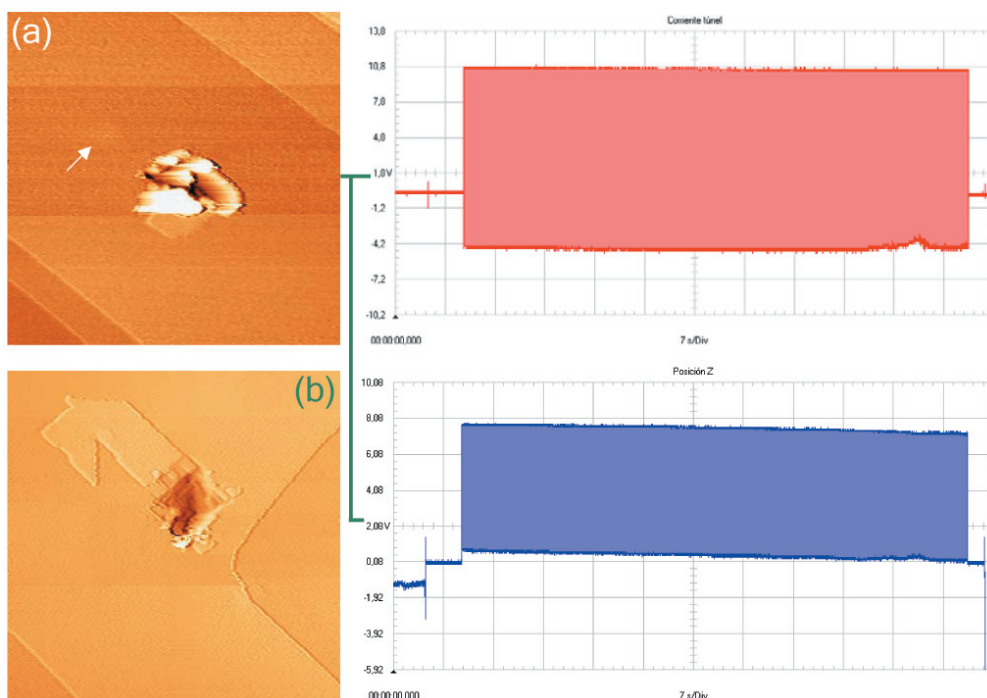 (a)
Corriente túnel
13,8
10,8
7,8
4,8
1,8V
-1,2
-4,2
-7,2
-10,2
00:00:00,000
7 s/Div
(b)
Posición Z
10,08
8,08
6,08
4,08
2,08V
0,08
-1,92
-3,92
-5,92
00:00:00,000
7 s/Div